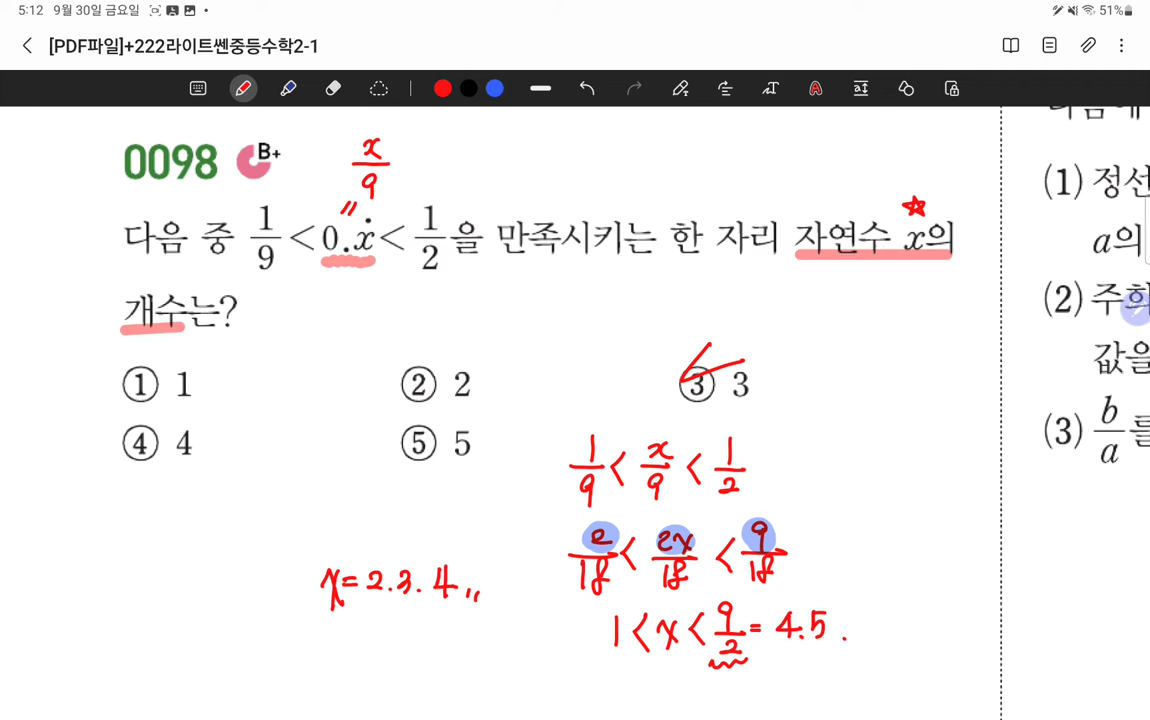 5:12 9월 30일 금요일 51%
[PDF파일]+222라이트쎈중등수학2-1
0098 B+
x/9
다음 중 1/9 < 0.ẋ < 1/2을 만족시키는 한 자리 자연수 x의
개수는?
① 1 ② 2 ③ 3
④ 4 ⑤ 5
1/9 < x/9 < 1/2
2/18 < 2x/18 < 9/18
x=2.3.4
1 < x < 9/2 = 4.5.
(1) 정선
a의
(2) 주희
값을
(3) b/a를